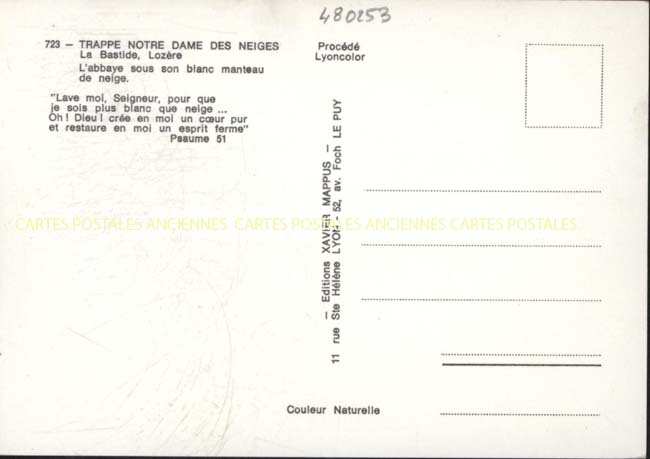 480253
723 — TRAPPE NOTRE DAME DES NEIGES
La Bastide, Lozère
L'abbaye sous son blanc manteau
de neige.
"Lave moi, Seigneur, pour que
je sois plus blanc que neige ...
Oh ! Dieu ! crée en moi un cœur pur
et restaure en moi un esprit ferme"
Psaume 51
Procédé
Lyoncolor
— Editions XAVIER MAPPUS —
11 rue Ste Hélène LYON - 52, av. Foch LE PUY
CARTES POSTALES ANCIENNES CARTES POSTALES ANCIENNES CARTES POSTALES
Couleur Naturelle